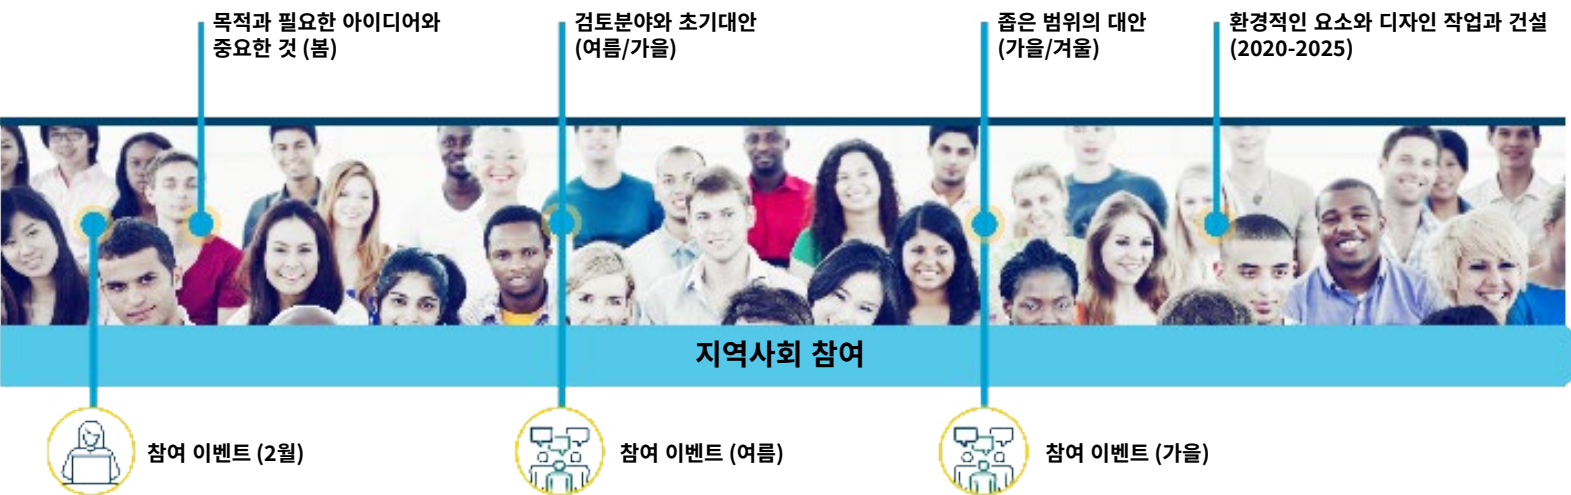 목적과 필요한 아이디어와
중요한 것 (봄)
검토분야와 초기대안
(여름/가을)
좁은 범위의 대안
(가을/겨울)
환경적인 요소와 디자인 작업과 건설
(2020-2025)
지역사회 참여
참여 이벤트 (2월)
참여 이벤트 (여름)
참여 이벤트 (가을)